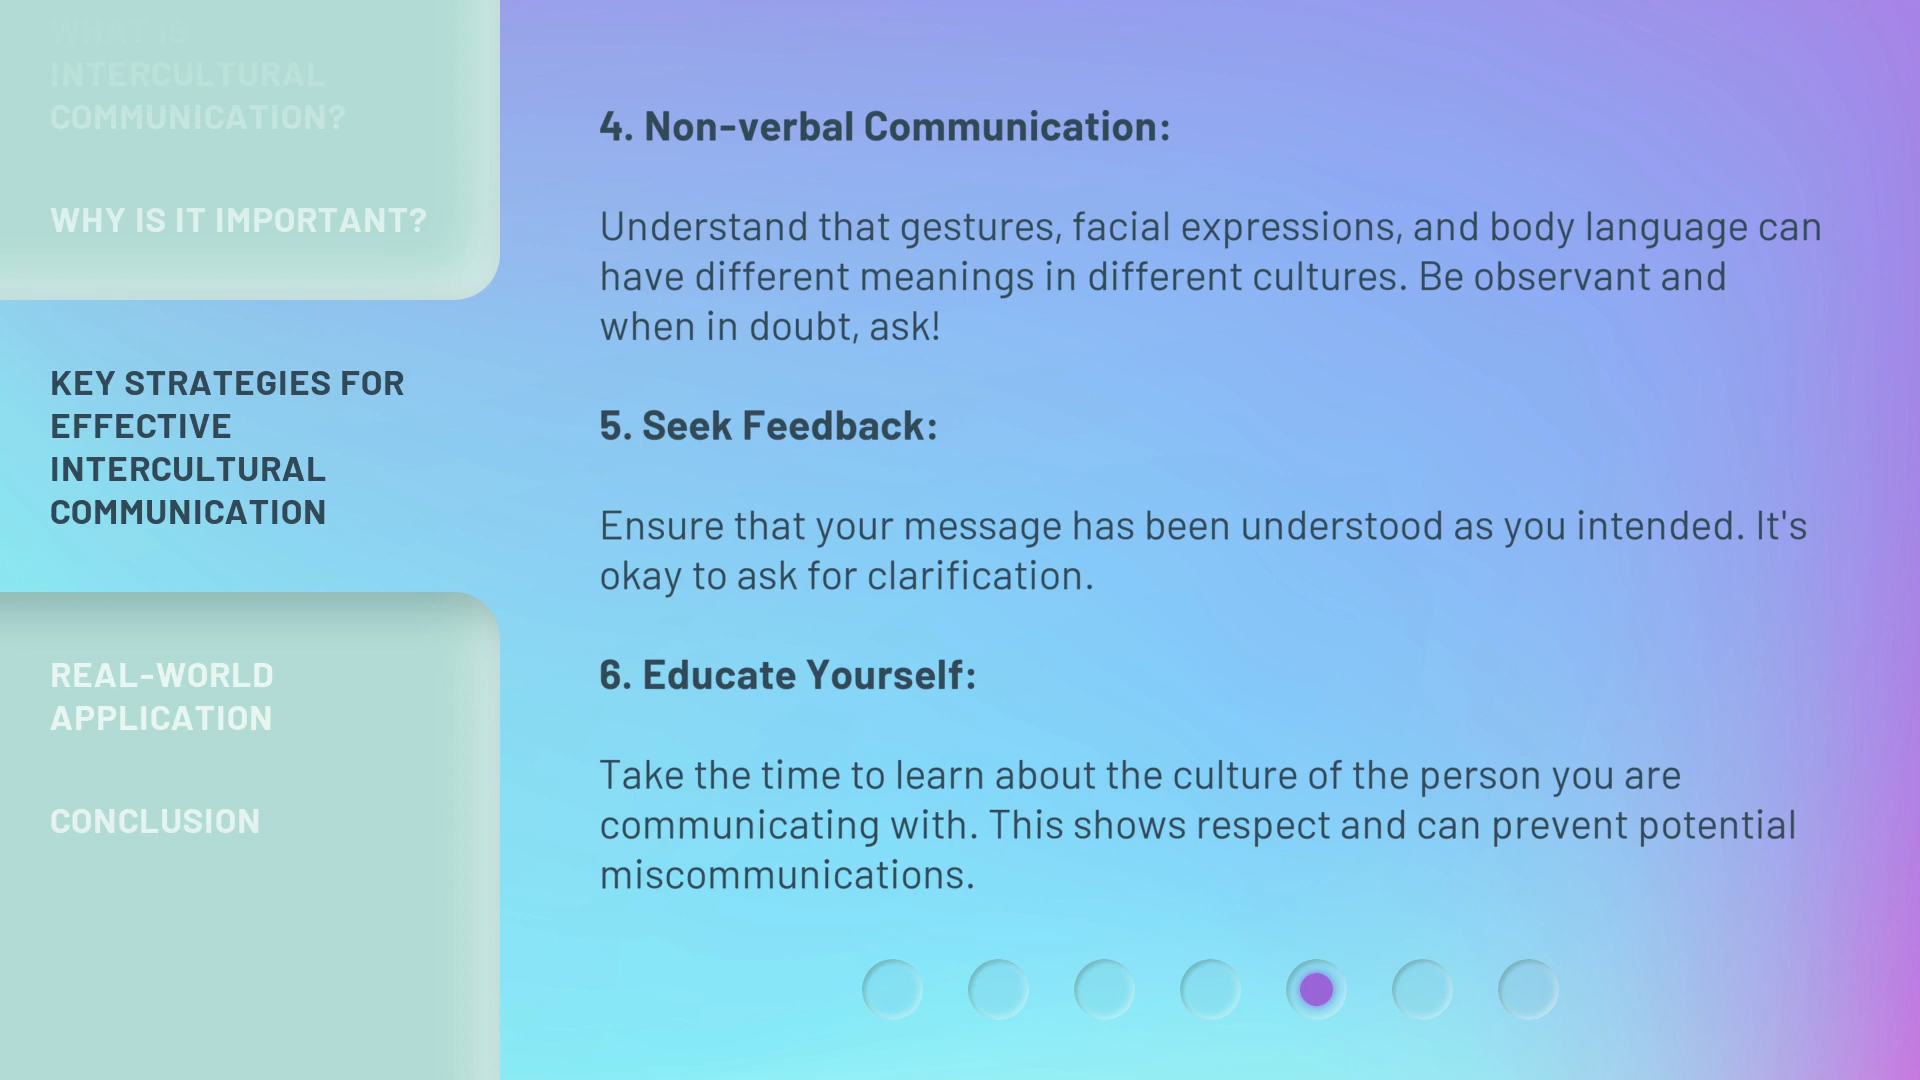 WHAT IS
INTERCULTURAL
COMMUNICATION?
WHY IS IT IMPORTANT?
KEY STRATEGIES FOR
EFFECTIVE
INTERCULTURAL
COMMUNICATION
REAL-WORLD
APPLICATION
CONCLUSION
4. Non-verbal Communication:
Understand that gestures, facial expressions, and body language can
have different meanings in different cultures. Be observant and
when in doubt, ask!
5. Seek Feedback:
Ensure that your message has been understood as you intended. It's
okay to ask for clarification.
6. Educate Yourself:
Take the time to learn about the culture of the person you are
communicating with. This shows respect and can prevent potential
miscommunications.